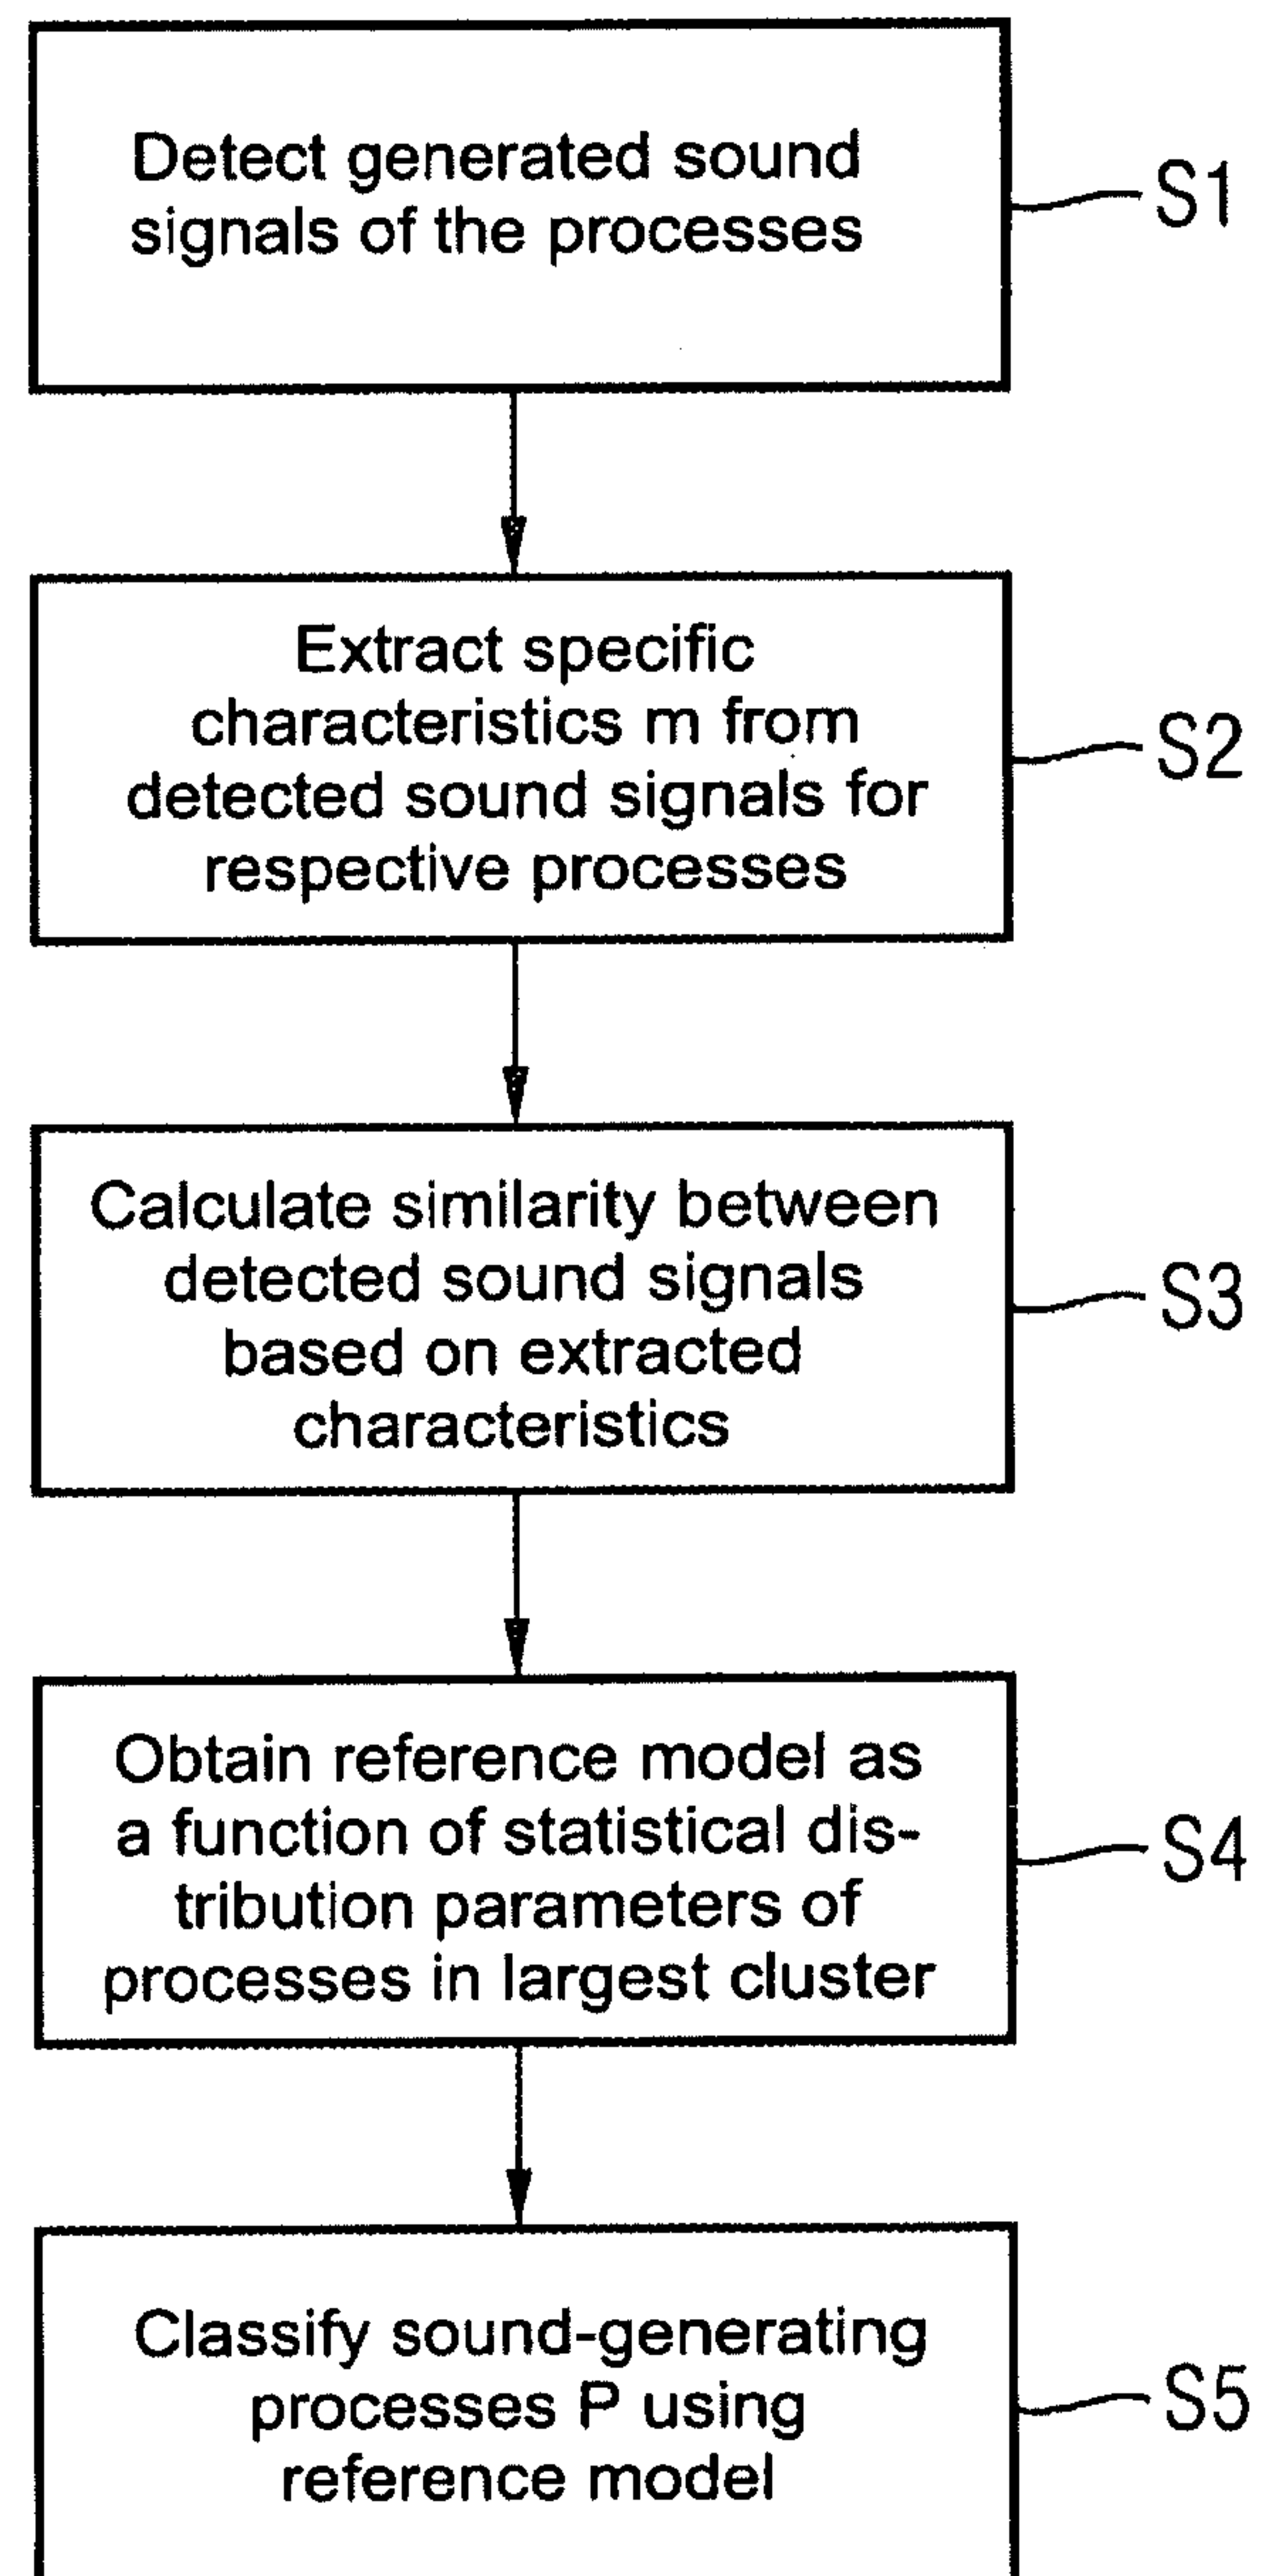 Detect generated sound
signals of the processes
S1
Extract specific
characteristics m from
detected sound signals for
respective processes
S2
Calculate similarity between
detected sound signals
based on extracted
characteristics
S3
Obtain reference model as
a function of statistical dis-
tribution parameters of
processes in largest cluster
S4
Classify sound-generating
processes P using
reference model
S5